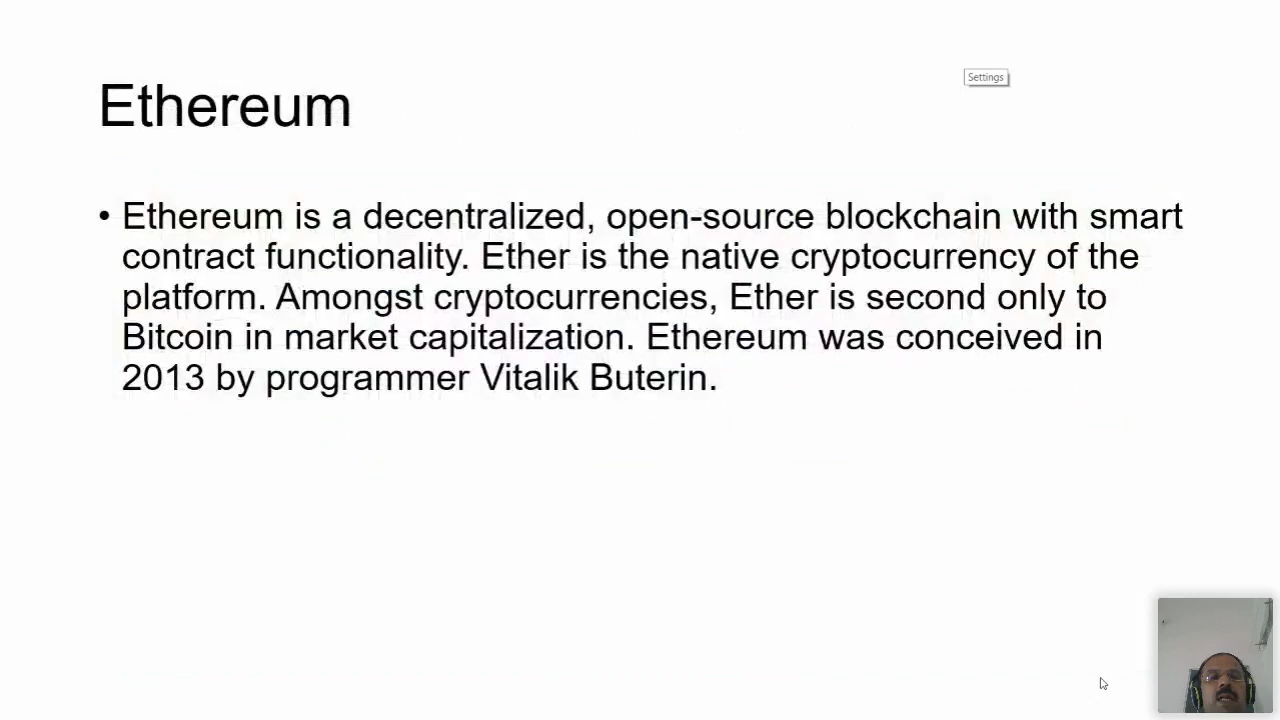 Settings
Ethereum
• Ethereum is a decentralized, open-source blockchain with smart
contract functionality. Ether is the native cryptocurrency of the
platform. Amongst cryptocurrencies, Ether is second only to
Bitcoin in market capitalization. Ethereum was conceived in
2013 by programmer Vitalik Buterin.